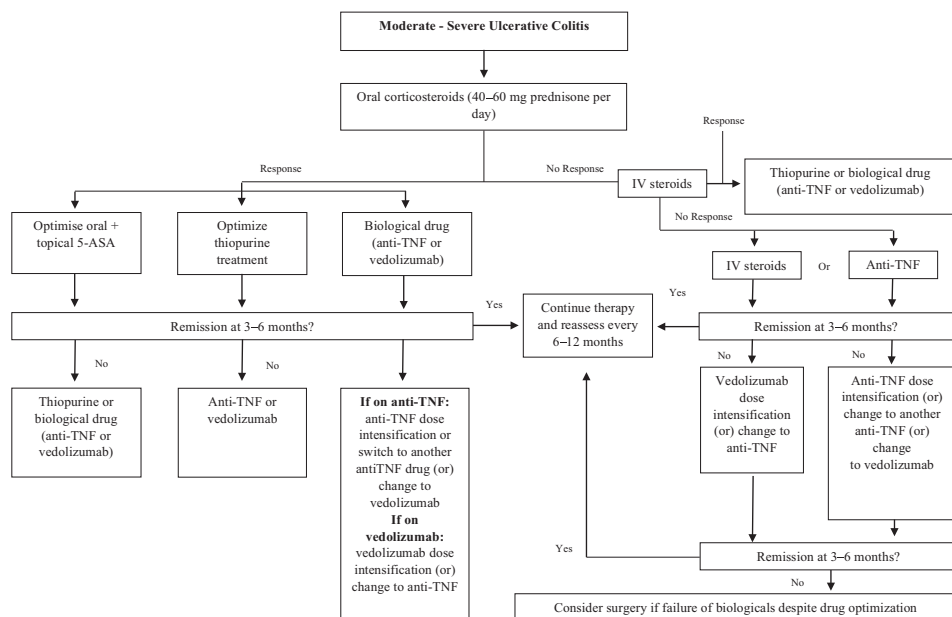 Moderate - Severe Ulcerative Colitis
Oral corticosteroids (40–60 mg prednisone per
day)
Response
Response
No Response
IV steroids
Thiopurine or biological drug
(anti-TNF or vedolizumab)
No Response
Optimise oral +
topical 5-ASA
Optimize
thiopurine
treatment
Biological drug
(anti-TNF or
vedolizumab)
IV steroids
Or
Anti-TNF
Yes
Continue therapy
and reassess every
6–12 months
Yes
Remission at 3–6 months?
Remission at 3–6 months?
No
No
No
No
Thiopurine or
biological drug
(anti-TNF or
vedolizumab)
Anti-TNF or
vedolizumab
If on anti-TNF:
anti-TNF dose
intensification or
switch to another
antiTNF drug (or)
change to
vedolizumab
If on
vedolizumab:
vedolizumab dose
intensification (or)
change to anti-TNF
Vedolizumab
dose
intensification
(or) change to
anti-TNF
Anti-TNF dose
intensification (or)
change to another
anti-TNF (or)
change
to vedolizumab
Yes
Remission at 3–6 months?
No
Consider surgery if failure of biologicals despite drug optimization